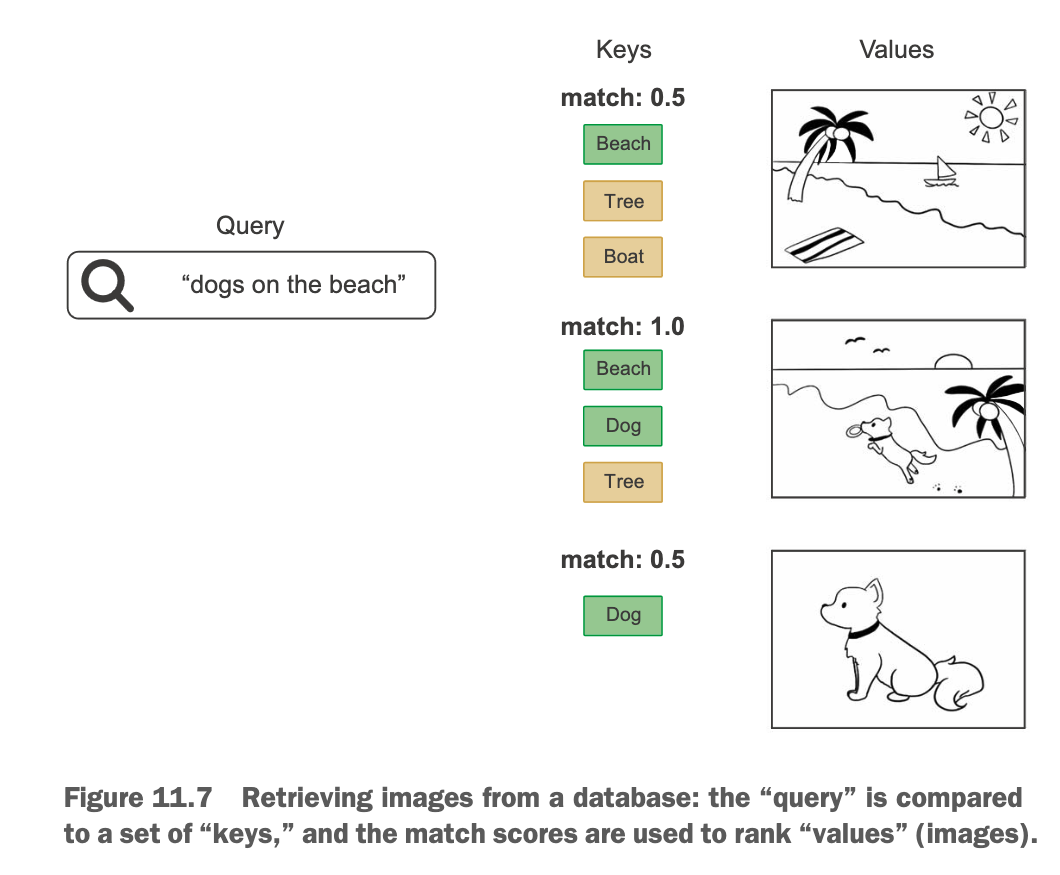 Keys
Values
match: 0.5
Beach
Tree
Boat
Query
“dogs on the beach”
match: 1.0
Beach
Dog
Tree
match: 0.5
Dog
Figure 11.7 Retrieving images from a database: the “query” is compared
to a set of “keys,” and the match scores are used to rank “values” (images).